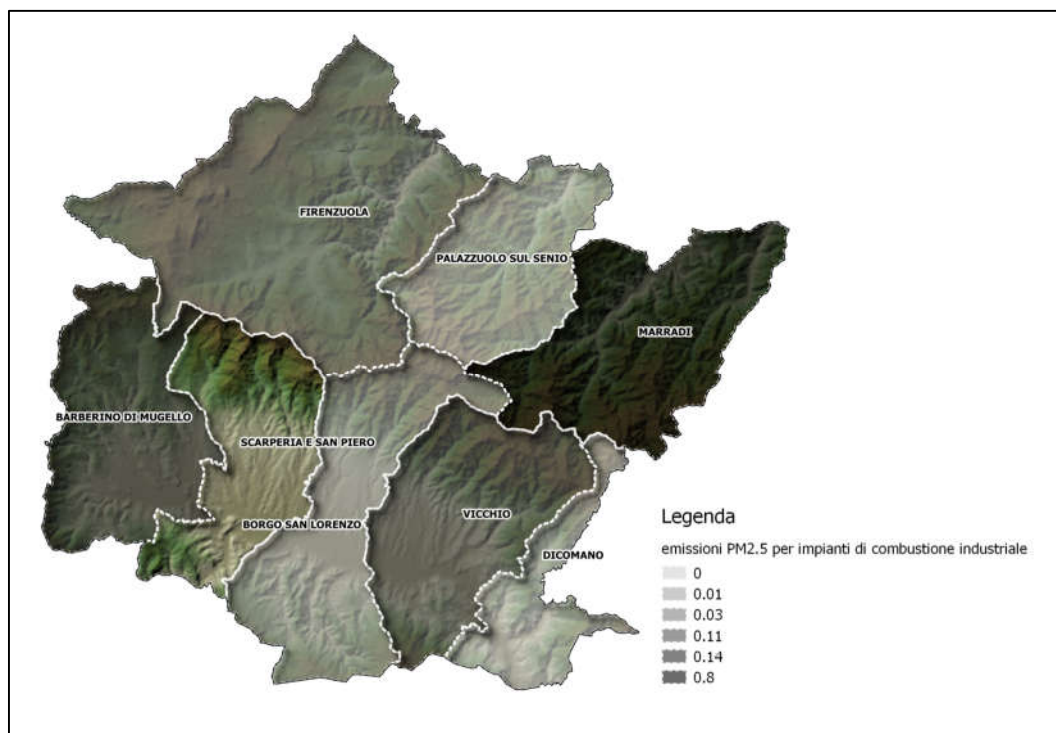 FIRENZUOLA
PALAZZUOLO SUL SENIO
MARRADI
BARBERINO DI MUGELLO
SCARPERIA E SAN PIERO
BORGO SAN LORENZO
VICCHIO
DICOMANO
Legenda
emissioni PM2.5 per impianti di combustione industriale
0
0.01
0.03
0.11
0.14
0.8